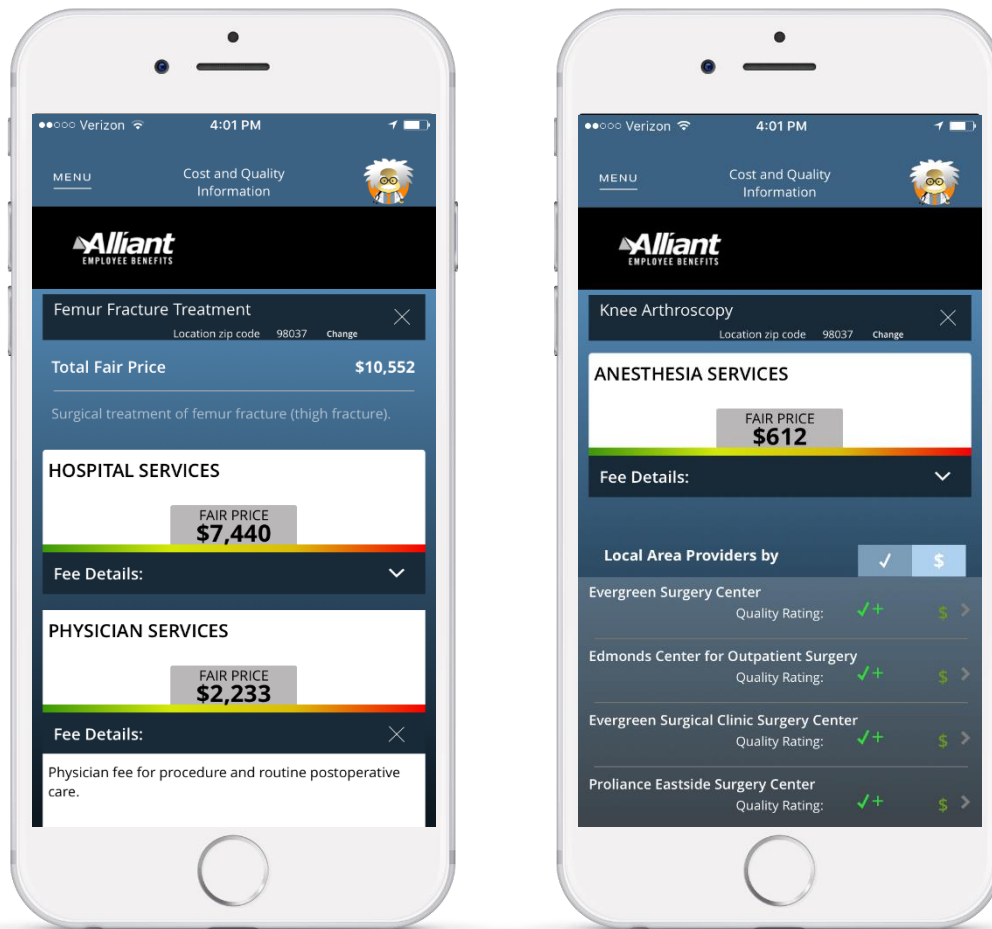 Verizon 4:01 PM
MENU
Cost and Quality
Information
Alliant
EMPLOYEE BENEFITS
Femur Fracture Treatment
Location zip code 98037 Change
Total Fair Price $10,552
Surgical treatment of femur fracture (thigh fracture).
HOSPITAL SERVICES
FAIR PRICE
$7,440
Fee Details:
PHYSICIAN SERVICES
FAIR PRICE
$2,233
Fee Details:
Physician fee for procedure and routine postoperative
care.
Verizon 4:01 PM
MENU
Cost and Quality
Information
Alliant
EMPLOYEE BENEFITS
Knee Arthroscopy
Location zip code 98037 Change
ANESTHESIA SERVICES
FAIR PRICE
$612
Fee Details:
Local Area Providers by ✓ $
Evergreen Surgery Center
Quality Rating: ✓+ $
Edmonds Center for Outpatient Surgery
Quality Rating: ✓+ $
Evergreen Surgical Clinic Surgery Center
Quality Rating: ✓+ $
Proliance Eastside Surgery Center
Quality Rating: ✓+ $